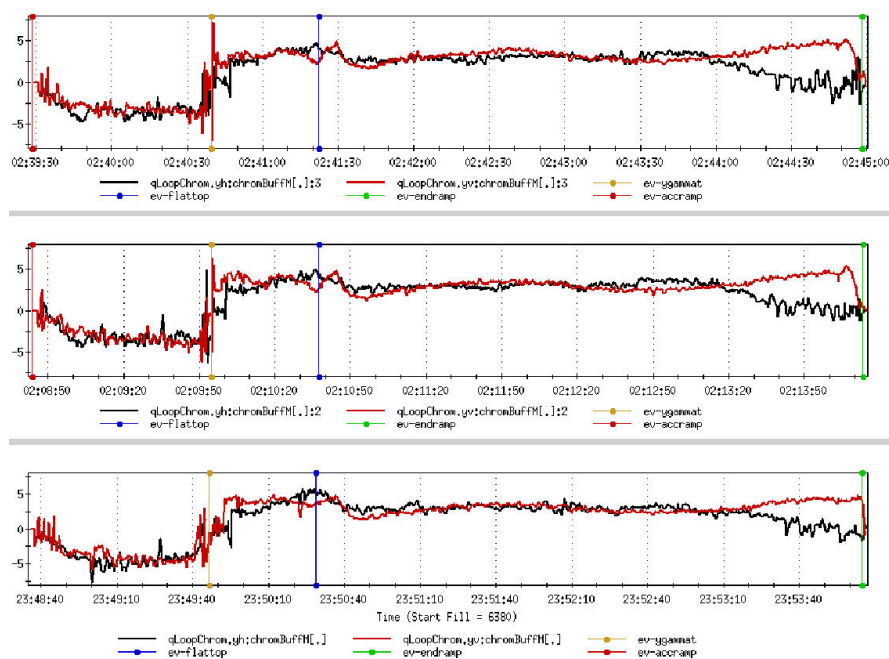 5
0
-5
02:39:30 02:40:00 02:40:30 02:41:00 02:41:30 02:42:00 02:42:30 02:43:00 02:43:30 02:44:00 02:44:30 02:45:00
qLoopChrom.yh:chromBuffM[.]:3 qLoopChrom.yv:chromBuffM[.]:3 ev-ygammat
ev-flattop ev-endramp ev-accramp
5
0
-5
02:08:50 02:09:20 02:09:50 02:10:20 02:10:50 02:11:20 02:11:50 02:12:20 02:12:50 02:13:20 02:13:50
qLoopChrom.yh:chromBuffM[.]:2 qLoopChrom.yv:chromBuffM[.]:2 ev-ygammat
ev-flattop ev-endramp ev-accramp
5
0
-5
23:48:40 23:49:10 23:49:40 23:50:10 23:50:40 23:51:10 23:51:40 23:52:10 23:52:40 23:53:10 23:53:40
Time (Start Fill = 6380)
qLoopChrom.yh:chromBuffM[.] qLoopChrom.yv:chromBuffM[.] ev-ygammat
ev-flattop ev-endramp ev-accramp